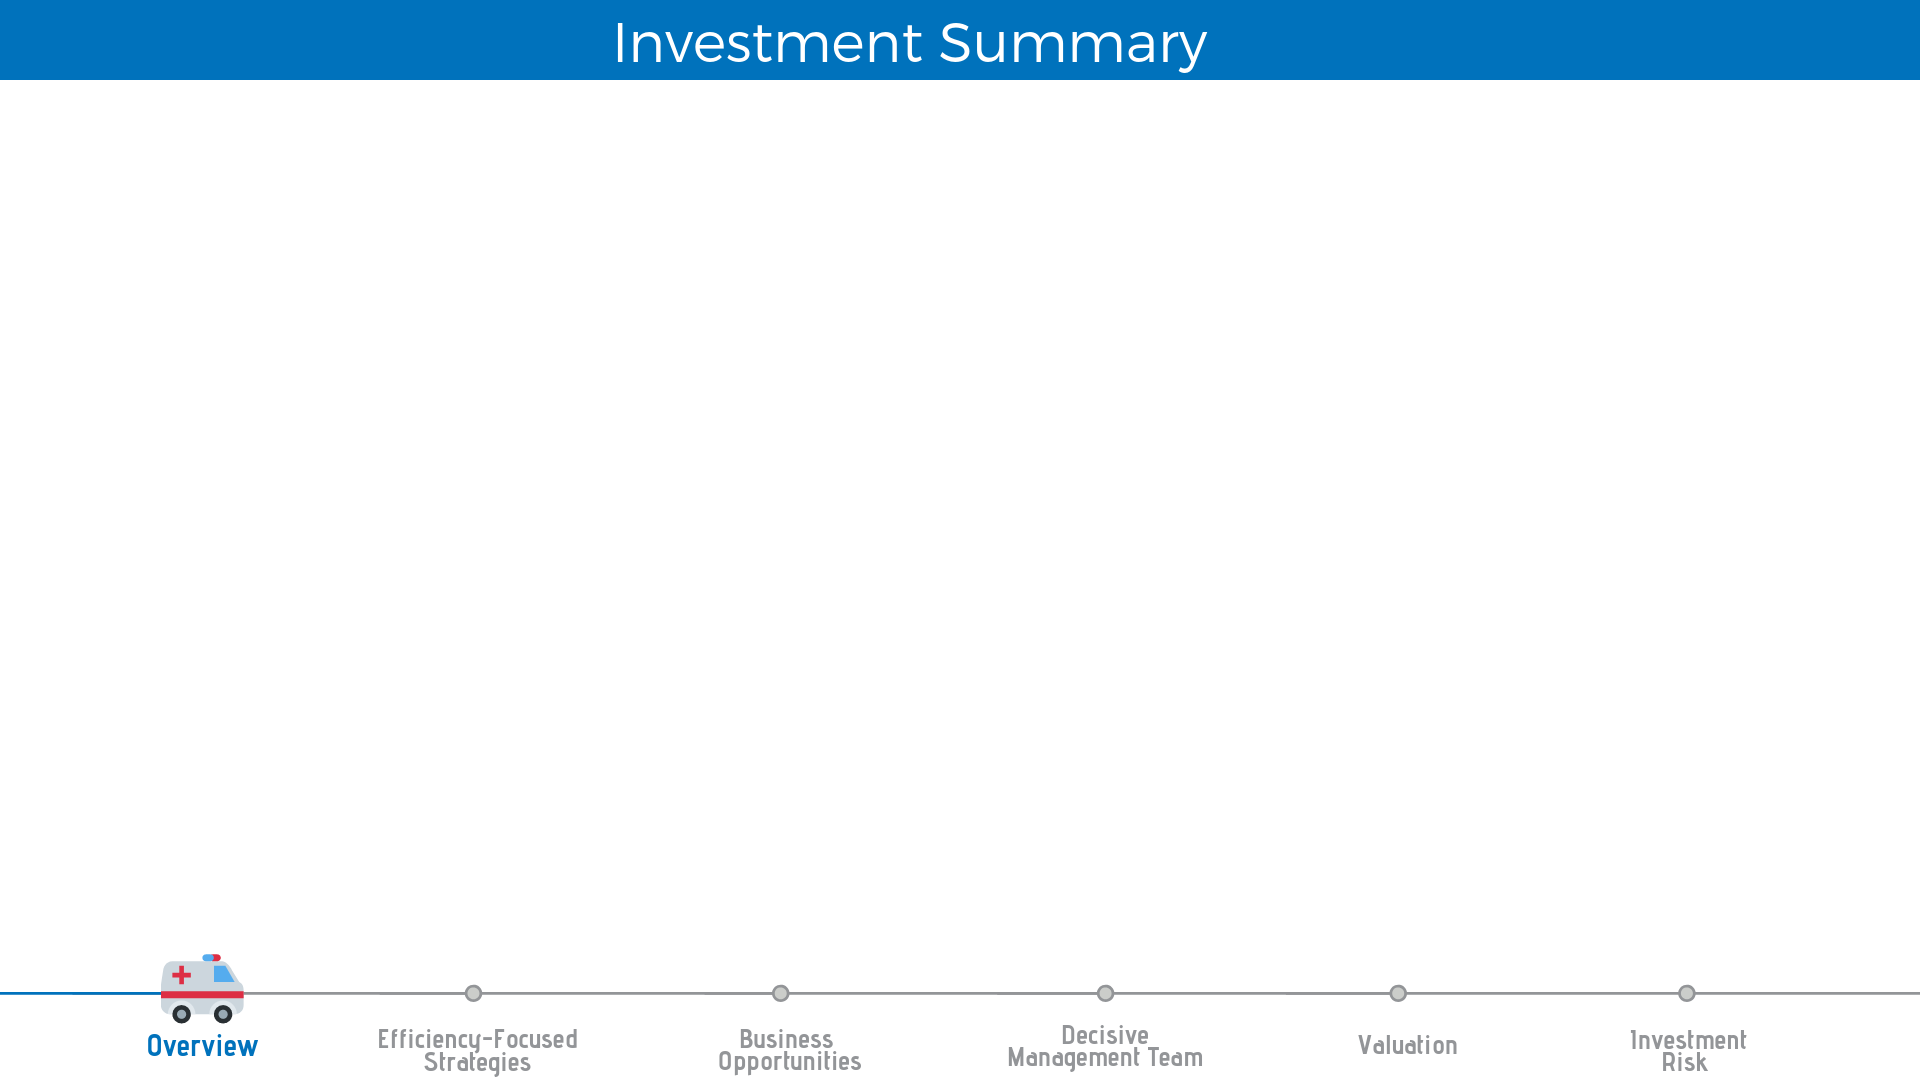 Investment Summary
Overview
Efficiency-Focused
Strategies
Business
Opportunities
Decisive
Management Team
Valuation
Investment
Risk